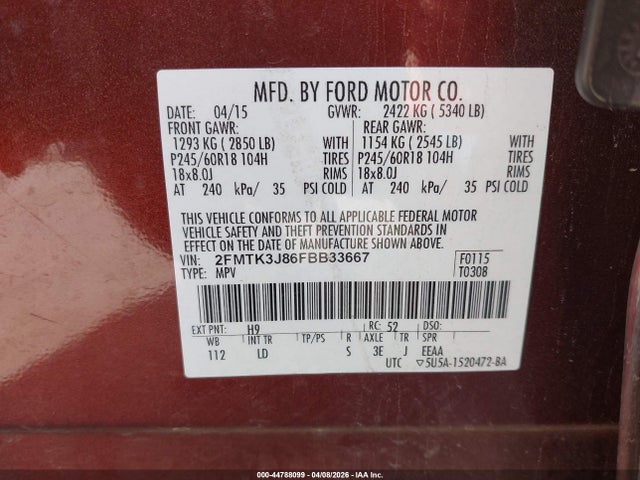 MFD. BY FORD MOTOR CO.
DATE: 04/15 GVWR: 2422 KG ( 5340 LB)
FRONT GAWR: REAR GAWR:
1293 KG ( 2850 LB) WITH 1154 KG ( 2545 LB) WITH
P245/60R18 104H TIRES P245/60R18 104H TIRES
18x8.0J RIMS 18x8.0J RIMS
AT 240 kPa/ 35 PSI COLD AT 240 kPa/ 35 PSI COLD
THIS VEHICLE CONFORMS TO ALL APPLICABLE FEDERAL MOTOR
VEHICLE SAFETY AND THEFT PREVENTION STANDARDS IN
EFFECT ON THE DATE OF MANUFACTURE SHOWN ABOVE.
VIN: 2FMTK3J86FBB33667 F0115
TYPE: MPV T0308
EXT PNT: H9 RC: 52 DSO:
WB INT TR TP/PS R AXLE TR SPR
112 LD S 3E J EEAA
UTC ▽5U5A-1520472-BA
000-44788099 | 04/08/2026 | IAA Inc.